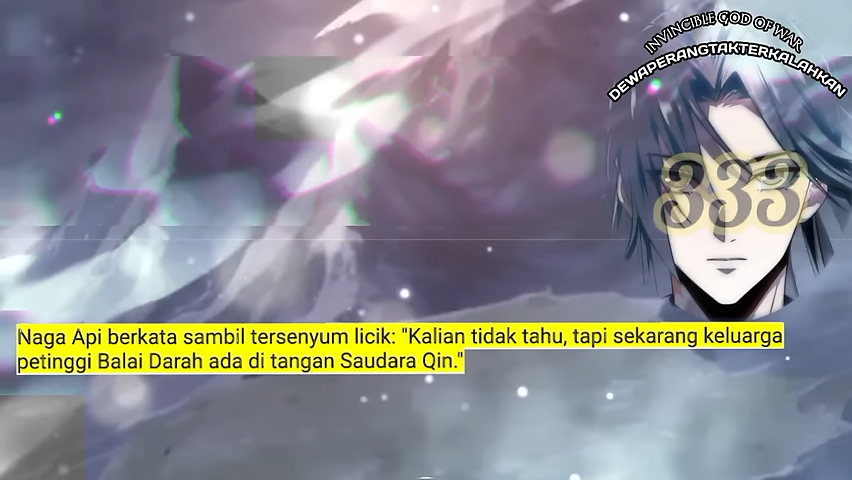 INVINCIBLE GOD OF WAR
DEWAPERANGTAKTERKALAHKAN
333
Naga Api berkata sambil tersenyum licik: "Kalian tidak tahu, tapi sekarang keluarga
petinggi Balai Darah ada di tangan Saudara Qin."